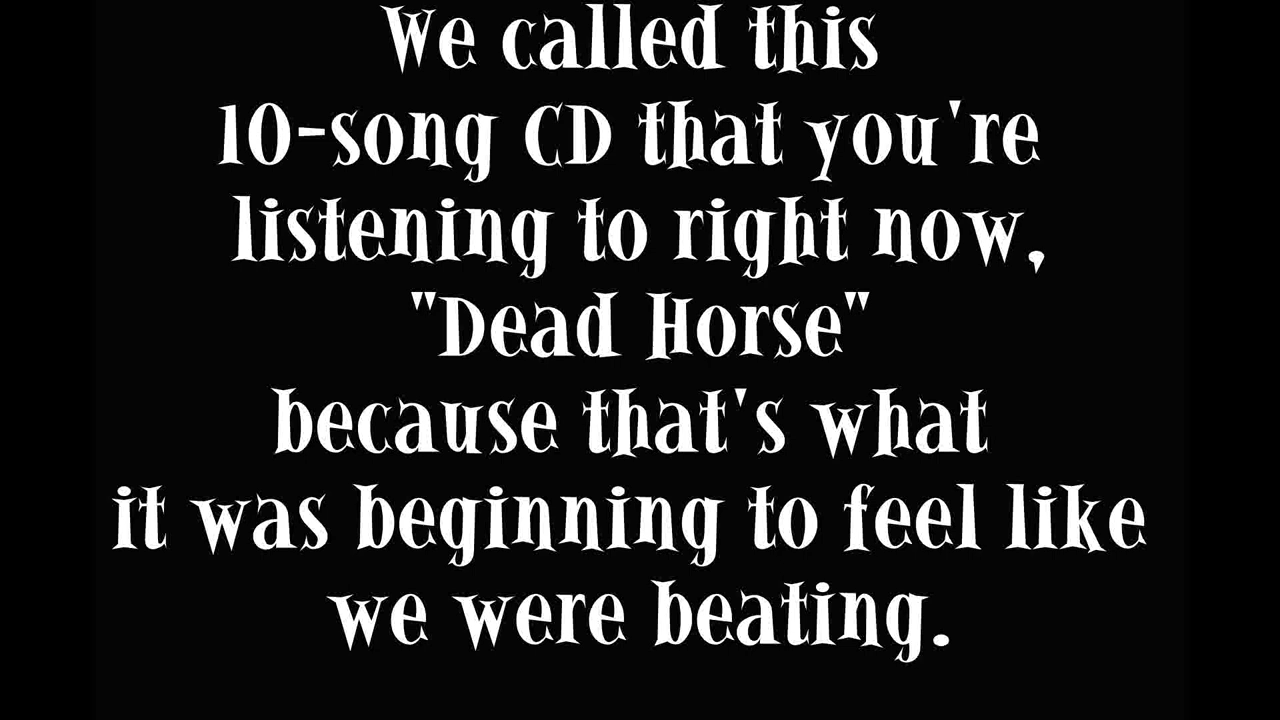 We called this
10-song CD that you're
listening to right now,
"Dead Horse"
because that's what
it was beginning to feel like
we were beating.